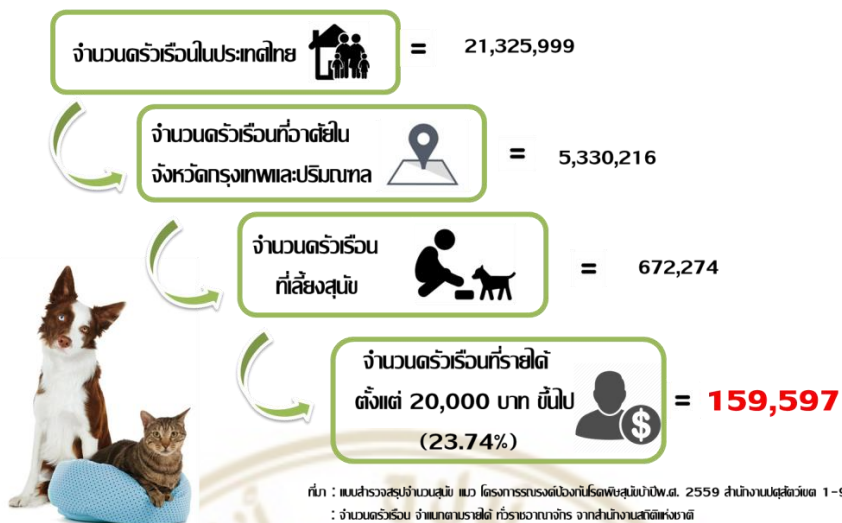 จำนวนครัวเรือนในประเทศไทย = 21,325,999
จำนวนครัวเรือนที่อาศัยใน
จังหวัดกรุงเทพและปริมณฑล = 5,330,216
จำนวนครัวเรือน
ที่เลี้ยงสุนัข = 672,274
จำนวนครัวเรือนที่รายได้
ตั้งแต่ 20,000 บาท ขึ้นไป = 159,597
(23.74%)
$
ที่มา : แบบสำรวจสรุปจำนวนสุนัข แมว โครงการรณรงค์ป้องกันโรคพิษสุนัขบ้าปีพ.ศ. 2559 สำนักงานปศุสัตว์เขต 1-9
: จำนวนครัวเรือน จำแนกตามรายได้ ทั่วราชอาณาจักร จากสำนักงานสถิติแห่งชาติ